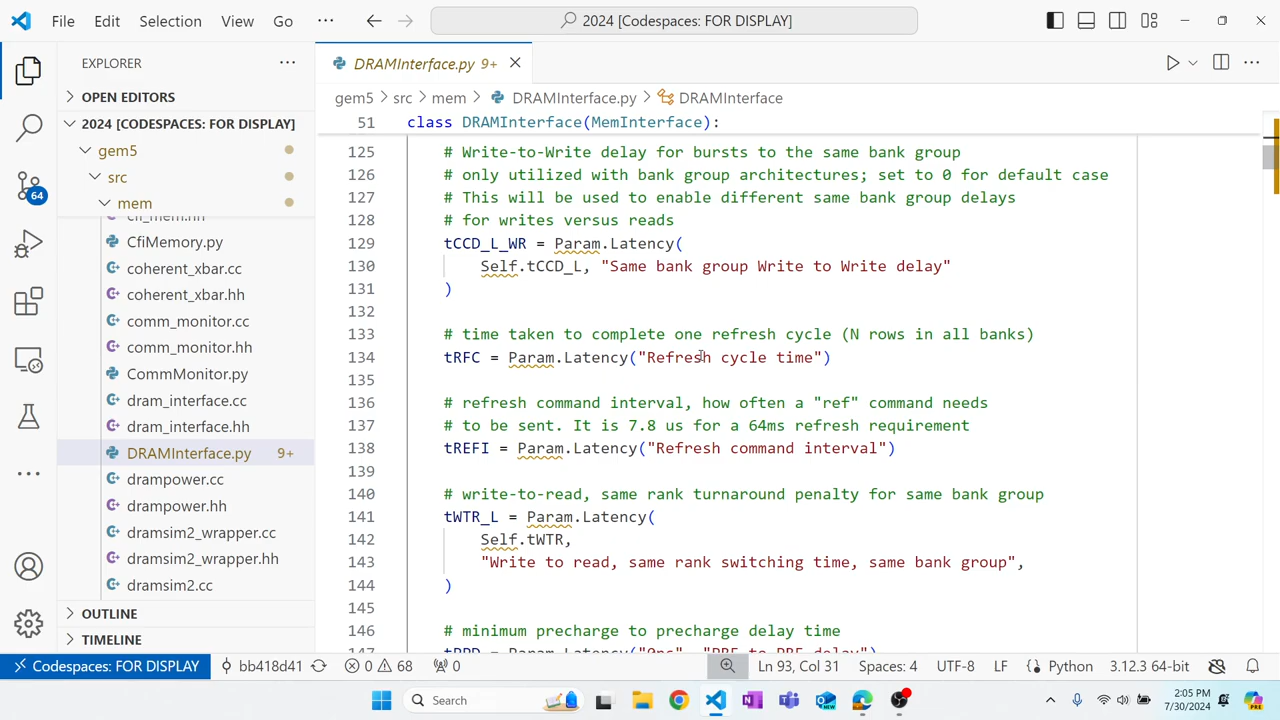 File Edit Selection View Go ··· 2024 [Codespaces: FOR DISPLAY]
EXPLORER
OPEN EDITORS
2024 [CODESPACES: FOR DISPLAY]
gem5
src
mem
cfi_mem.hh
CfiMemory.py
coherent_xbar.cc
coherent_xbar.hh
comm_monitor.cc
comm_monitor.hh
CommMonitor.py
dram_interface.cc
dram_interface.hh
DRAMInterface.py 9+
drampower.cc
drampower.hh
dramsim2_wrapper.cc
dramsim2_wrapper.hh
dramsim2.cc
OUTLINE
TIMELINE
64
DRAMInterface.py 9+
gem5 > src > mem > DRAMInterface.py > DRAMInterface
51 class DRAMInterface(MemInterface):
125 # Write-to-Write delay for bursts to the same bank group
126 # only utilized with bank group architectures; set to 0 for default case
127 # This will be used to enable different same bank group delays
128 # for writes versus reads
129 tCCD_L_WR = Param.Latency(
130 Self.tCCD_L, "Same bank group Write to Write delay"
131 )
132
133 # time taken to complete one refresh cycle (N rows in all banks)
134 tRFC = Param.Latency("Refresh cycle time")
135
136 # refresh command interval, how often a "ref" command needs
137 # to be sent. It is 7.8 us for a 64ms refresh requirement
138 tREFI = Param.Latency("Refresh command interval")
139
140 # write-to-read, same rank turnaround penalty for same bank group
141 tWTR_L = Param.Latency(
142 Self.tWTR,
143 "Write to read, same rank switching time, same bank group",
144 )
145
146 # minimum precharge to precharge delay time
147 tPPD = Param.Latency("0ns", "PRE to PRE delay")
Codespaces: FOR DISPLAY bb418d41 0 68 0 Ln 93, Col 31 Spaces: 4 UTF-8 LF Python 3.12.3 64-bit
Search
2:05 PM
7/30/2024